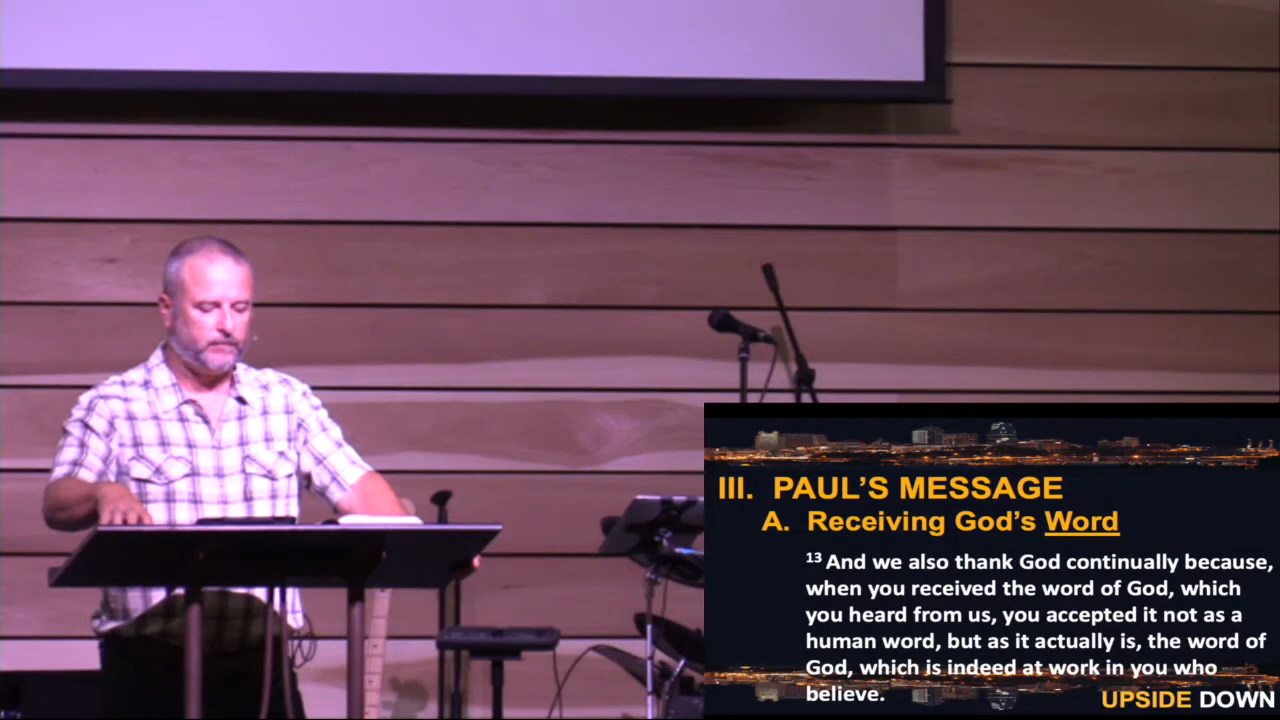 III. PAUL’S MESSAGE
A. Receiving God’s Word
13 And we also thank God continually because,
when you received the word of God, which
you heard from us, you accepted it not as a
human word, but as it actually is, the word of
God, which is indeed at work in you who
believe.
UPSIDE DOWN